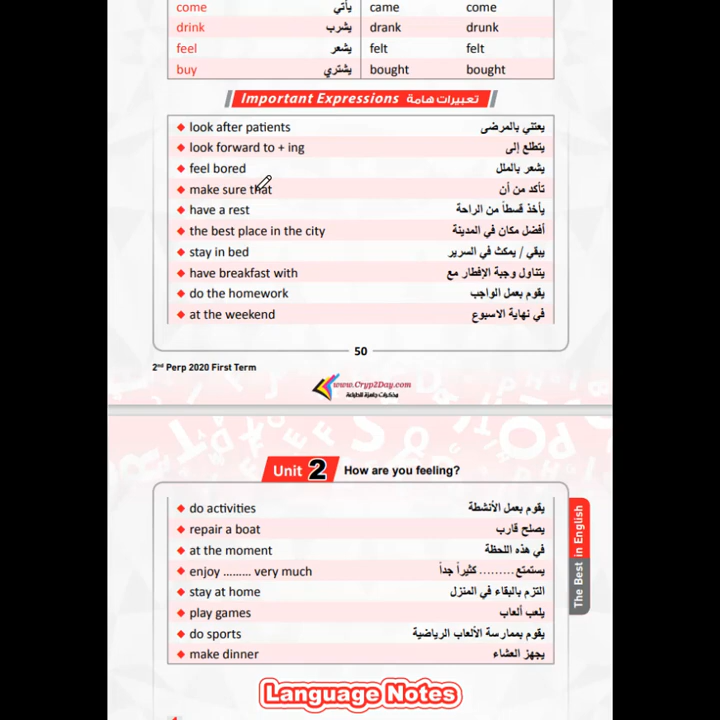 come يأتي came come
drink يشرب drank drunk
feel يشعر felt felt
buy يشتري bought bought
Important Expressions تعبيرات هامة
look after patients يعتني بالمرضى
look forward to + ing يتطلع إلى
feel bored يشعر بالملل
make sure that تأكد من أن
have a rest يأخذ قسطاً من الراحة
the best place in the city أفضل مكان في المدينة
stay in bed يبقي / يمكث في السرير
have breakfast with يتناول وجبة الإفطار مع
do the homework يقوم بعمل الواجب
at the weekend في نهاية الاسبوع
50
2nd Perp 2020 First Term
www.Cryp2Day.com
مذكرات جاهزة للطباعة
Unit 2 How are you feeling?
do activities يقوم بعمل الأنشطة
repair a boat يصلح قارب
at the moment في هذه اللحظة
enjoy ......... very much يستمتع ......... كثيراً جداً
stay at home التزم بالبقاء في المنزل
play games يلعب ألعاب
do sports يقوم بممارسة الألعاب الرياضية
make dinner يجهز العشاء
The Best in English
Language Notes